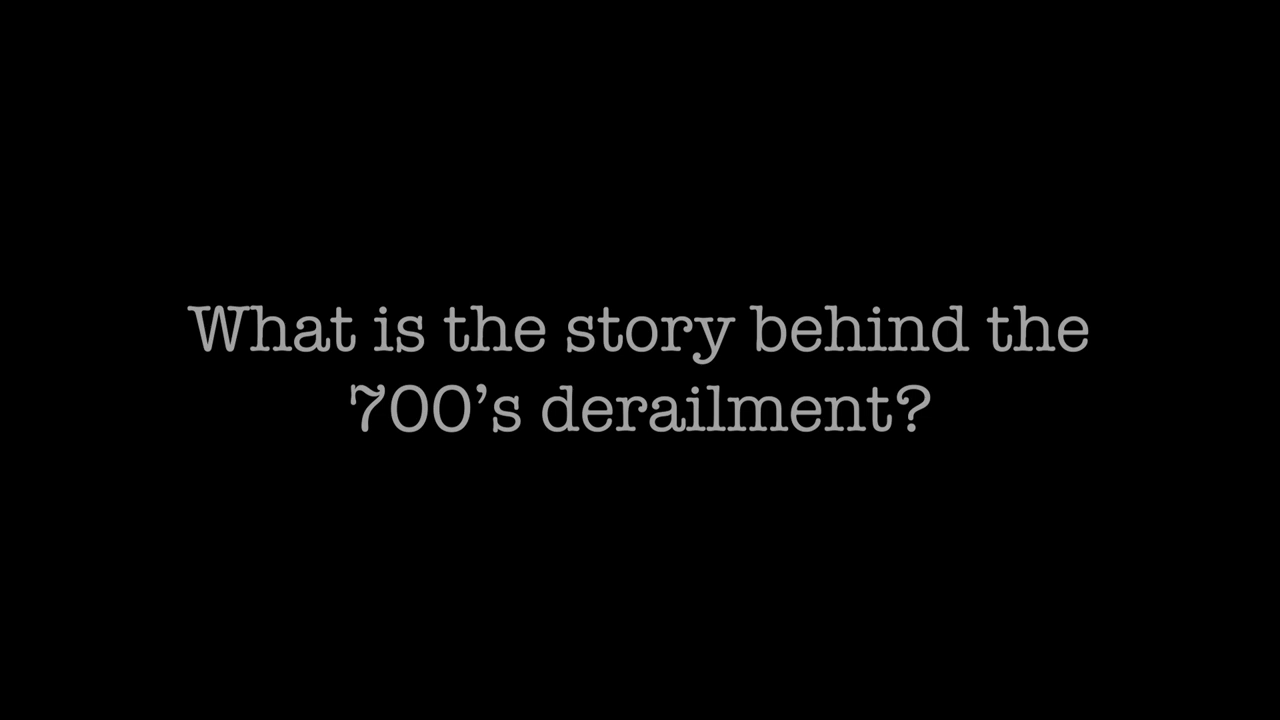 What is the story behind the
700’s derailment?